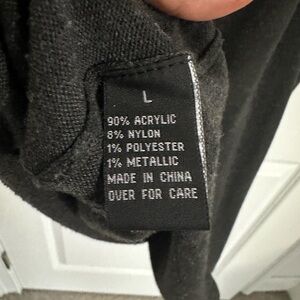 L
90% ACRYLIC
8% NYLON
1% POLYESTER
1% METALLIC
MADE IN CHINA
OVER FOR CARE